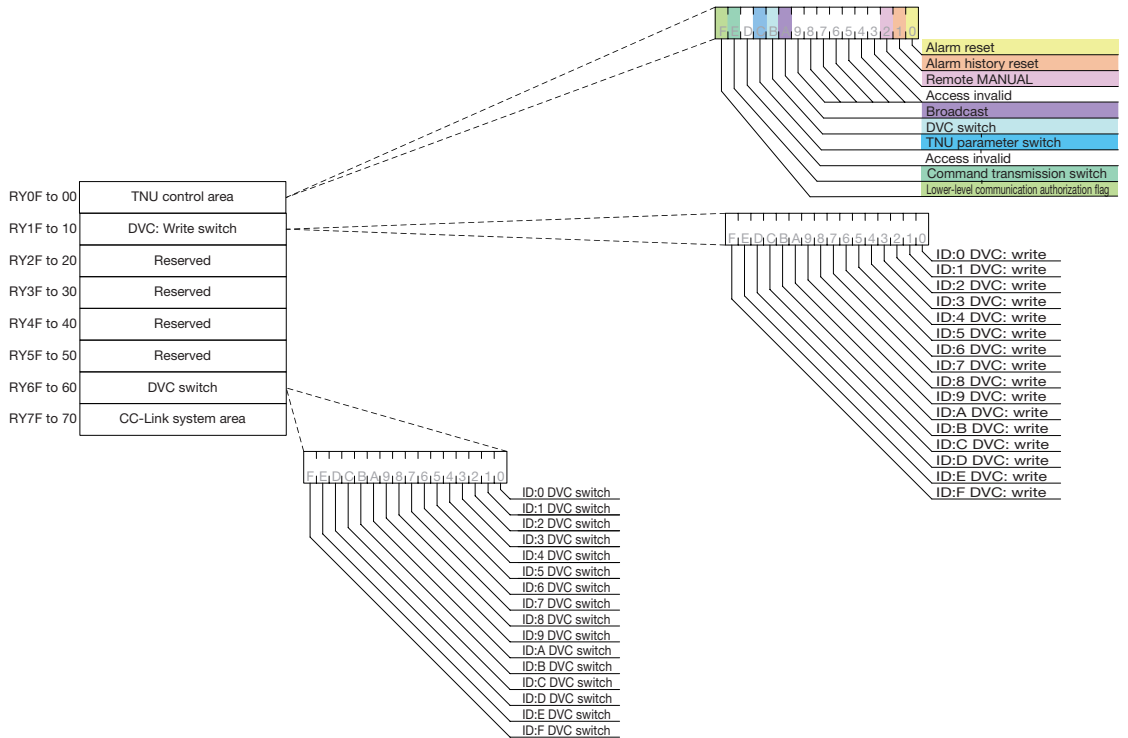 F E D C B A 9 8 7 6 5 4 3 2 1 0
Alarm reset
Alarm history reset
Remote MANUAL
Access invalid
Broadcast
DVC switch
TNU parameter switch
Access invalid
Command transmission switch
Lower-level communication authorization flag
RY0F to 00 TNU control area
RY1F to 10 DVC: Write switch
RY2F to 20 Reserved
RY3F to 30 Reserved
RY4F to 40 Reserved
RY5F to 50 Reserved
RY6F to 60 DVC switch
RY7F to 70 CC-Link system area
F E D C B A 9 8 7 6 5 4 3 2 1 0
ID:0 DVC: write
ID:1 DVC: write
ID:2 DVC: write
ID:3 DVC: write
ID:4 DVC: write
ID:5 DVC: write
ID:6 DVC: write
ID:7 DVC: write
ID:8 DVC: write
ID:9 DVC: write
ID:A DVC: write
ID:B DVC: write
ID:C DVC: write
ID:D DVC: write
ID:E DVC: write
ID:F DVC: write
F E D C B A 9 8 7 6 5 4 3 2 1 0
ID:0 DVC switch
ID:1 DVC switch
ID:2 DVC switch
ID:3 DVC switch
ID:4 DVC switch
ID:5 DVC switch
ID:6 DVC switch
ID:7 DVC switch
ID:8 DVC switch
ID:9 DVC switch
ID:A DVC switch
ID:B DVC switch
ID:C DVC switch
ID:D DVC switch
ID:E DVC switch
ID:F DVC switch